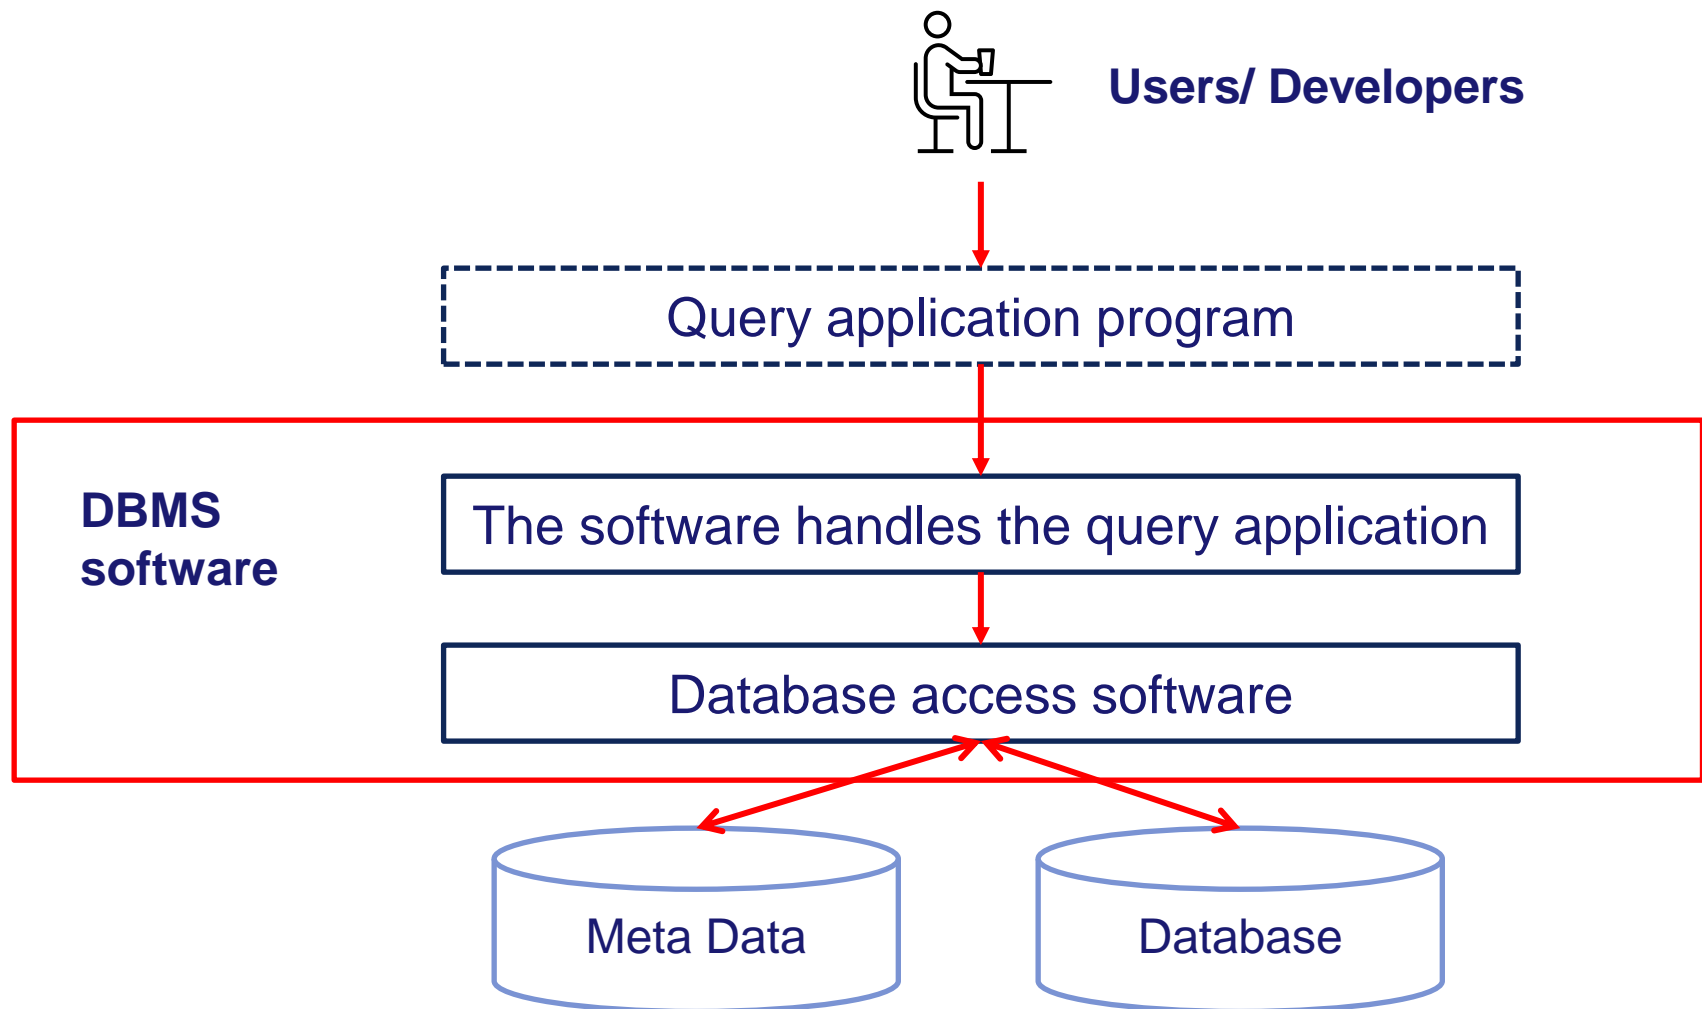 Users/ Developers
Query application program
DBMS
software
The software handles the query application
Database access software
Meta Data
Database